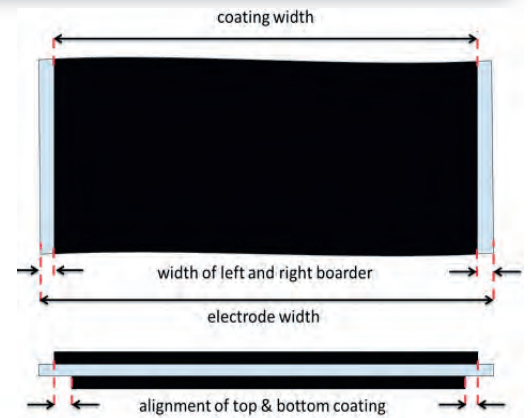 coating width
width of left and right boarder
electrode width
alignment of top & bottom coating